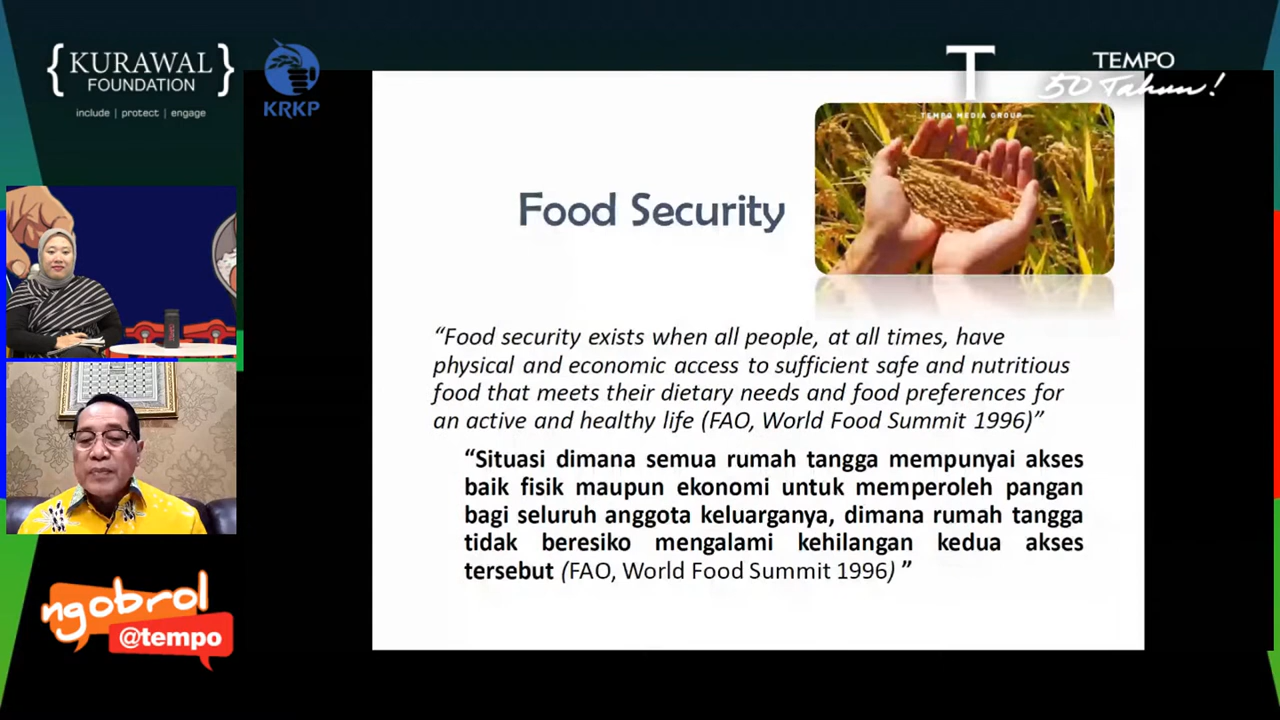 {KURAWAL}
FOUNDATION
include | protect | engage
KRKP
T
TEMPO MEDIA GROUP
TEMPO
50 Tahun!
Food Security
“Food security exists when all people, at all times, have
physical and economic access to sufficient safe and nutritious
food that meets their dietary needs and food preferences for
an active and healthy life (FAO, World Food Summit 1996)”
“Situasi dimana semua rumah tangga mempunyai akses
baik fisik maupun ekonomi untuk memperoleh pangan
bagi seluruh anggota keluarganya, dimana rumah tangga
tidak beresiko mengalami kehilangan kedua akses
tersebut (FAO, World Food Summit 1996) ”
ngobrol
@tempo